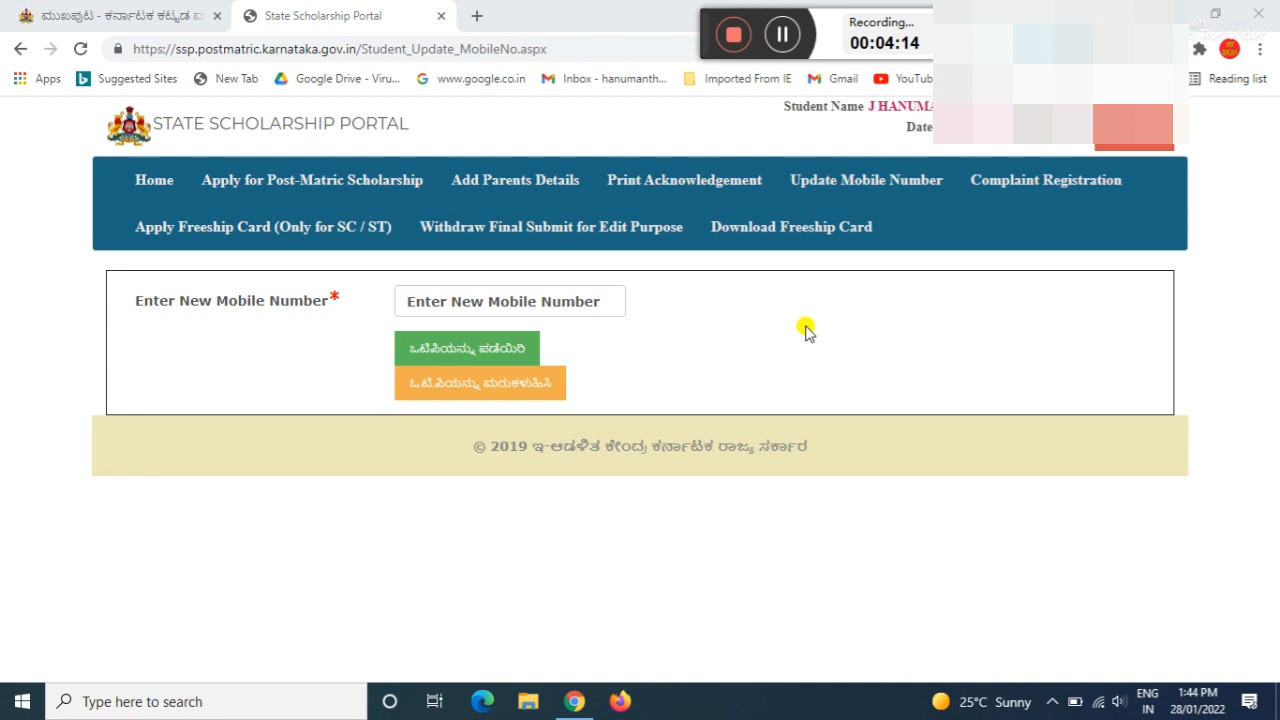 ಮುಖಪುಟ - ಕರ್ನಾಟಕ ಕಟ್ಟಡ
State Scholarship Portal
Recording...
00:04:14
https://ssp.postmatric.karnataka.gov.in/Student_Update_MobileNo.aspx
Apps
Suggested Sites
New Tab
Google Drive - Viru...
www.google.co.in
Inbox - hanumanth...
Imported From IE
Gmail
YouTub
Reading list
STATE SCHOLARSHIP PORTAL
Student Name J HANUMA
Date
Home Apply for Post-Matric Scholarship Add Parents Details Print Acknowledgement Update Mobile Number Complaint Registration
Apply Freeship Card (Only for SC / ST) Withdraw Final Submit for Edit Purpose Download Freeship Card
Enter New Mobile Number* Enter New Mobile Number
ಒಟಿಪಿಯನ್ನು ಪಡೆಯಿರಿ
ಓ.ಟಿ.ಪಿಯನ್ನು ಮರುಕಳುಹಿಸಿ
© 2019 ಇ-ಆಡಳಿತ ಕೇಂದ್ರ ಕರ್ನಾಟಕ ರಾಜ್ಯ ಸರ್ಕಾರ
Type here to search
25°C Sunny
ENG
IN
1:44 PM
28/01/2022